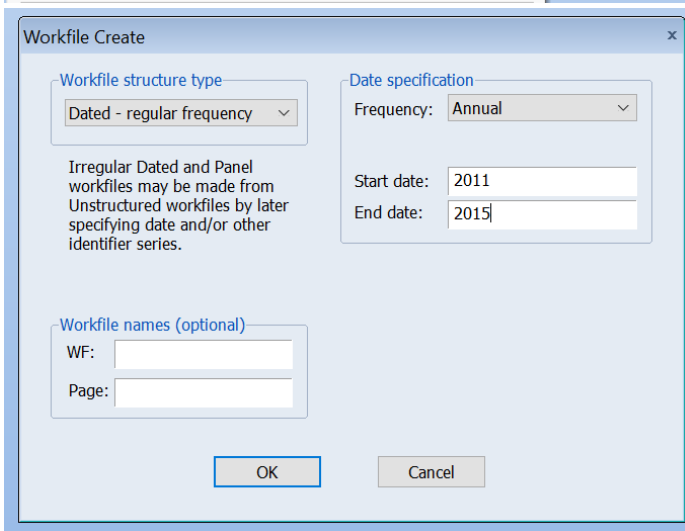 Workfile Create
x
Workfile structure type
Dated - regular frequency
Irregular Dated and Panel
workfiles may be made from
Unstructured workfiles by later
specifying date and/or other
identifier series.
Date specification
Frequency: Annual
Start date: 2011
End date: 2015
Workfile names (optional)
WF:
Page:
OK
Cancel